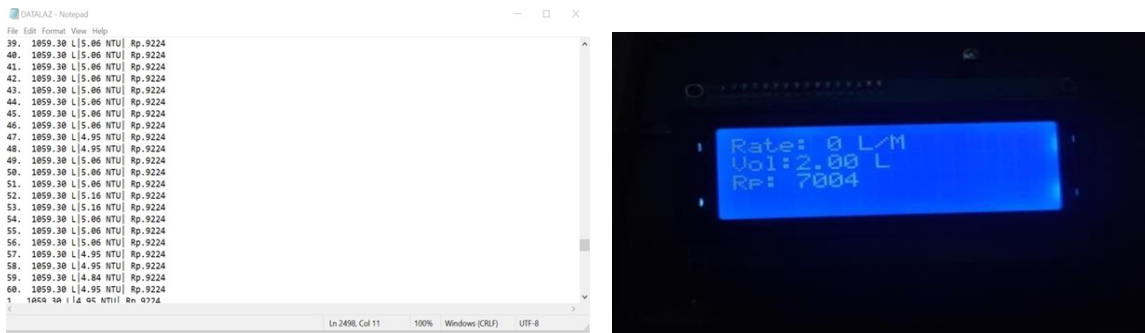 DATALAZ - Notepad
File Edit Format View Help
39. 1059.30 L|5.06 NTU| Rp.9224
40. 1059.30 L|5.06 NTU| Rp.9224
41. 1059.30 L|5.06 NTU| Rp.9224
42. 1059.30 L|5.06 NTU| Rp.9224
43. 1059.30 L|5.06 NTU| Rp.9224
44. 1059.30 L|5.06 NTU| Rp.9224
45. 1059.30 L|5.06 NTU| Rp.9224
46. 1059.30 L|5.06 NTU| Rp.9224
47. 1059.30 L|4.95 NTU| Rp.9224
48. 1059.30 L|4.95 NTU| Rp.9224
49. 1059.30 L|5.06 NTU| Rp.9224
50. 1059.30 L|5.06 NTU| Rp.9224
51. 1059.30 L|5.06 NTU| Rp.9224
52. 1059.30 L|5.16 NTU| Rp.9224
53. 1059.30 L|5.16 NTU| Rp.9224
54. 1059.30 L|5.06 NTU| Rp.9224
55. 1059.30 L|5.06 NTU| Rp.9224
56. 1059.30 L|5.06 NTU| Rp.9224
57. 1059.30 L|4.95 NTU| Rp.9224
58. 1059.30 L|4.95 NTU| Rp.9224
59. 1059.30 L|4.84 NTU| Rp.9224
60. 1059.30 L|4.95 NTU| Rp.9224
1. 1059.30 L|4.95 NTU| Rp.9224
Ln 2498, Col 11 100% Windows (CRLF) UTF-8
Rate: 0 L/M
Vol:2.00 L
Rp: 7004